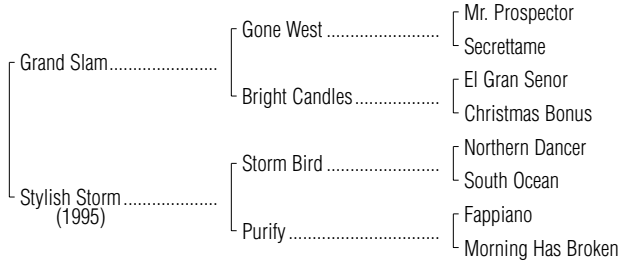 Mr. Prospector
Gone West
Secrettame
Grand Slam
El Gran Senor
Bright Candles
Christmas Bonus
Northern Dancer
Storm Bird
South Ocean
Stylish Storm
(1995)
Fappiano
Purify
Morning Has Broken